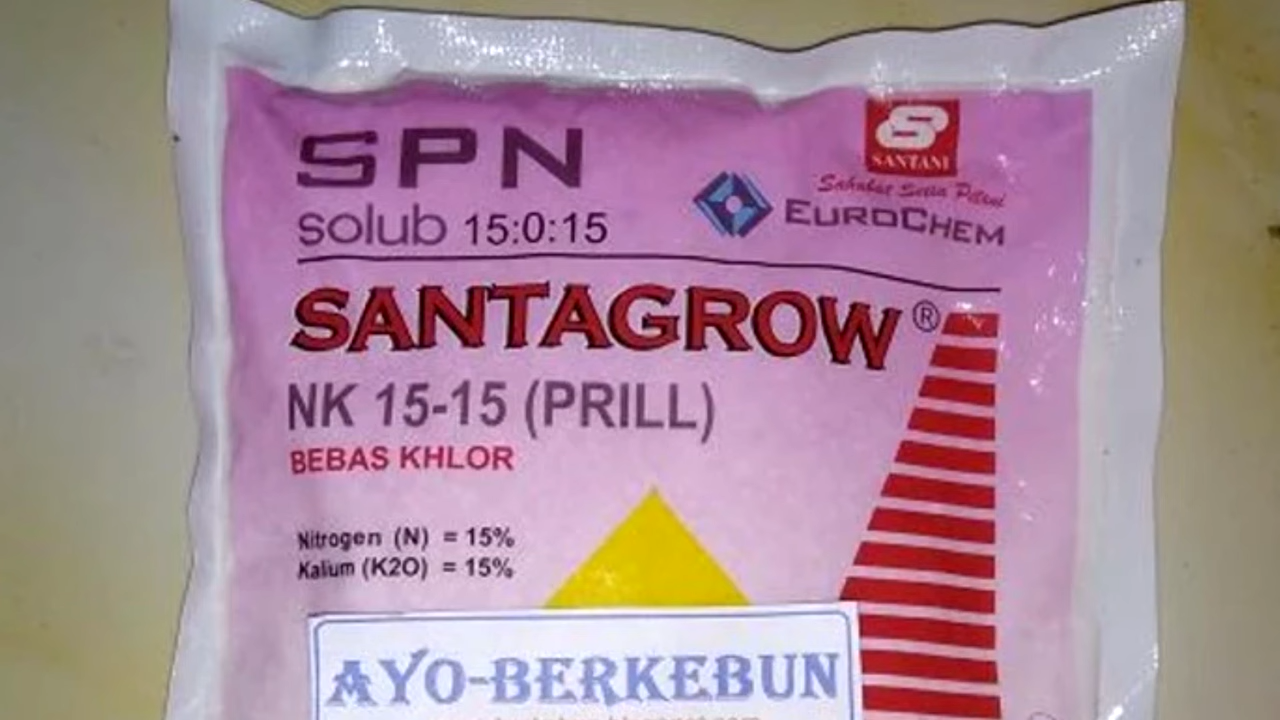 SPN
solub 15:0:15
SANTANI
Sahabat Setia Petani
EUROCHEM
SANTAGROW®
NK 15-15 (PRILL)
BEBAS KHLOR
Nitrogen (N) = 15%
Kalium (K2O) = 15%
AYO-BERKEBUN